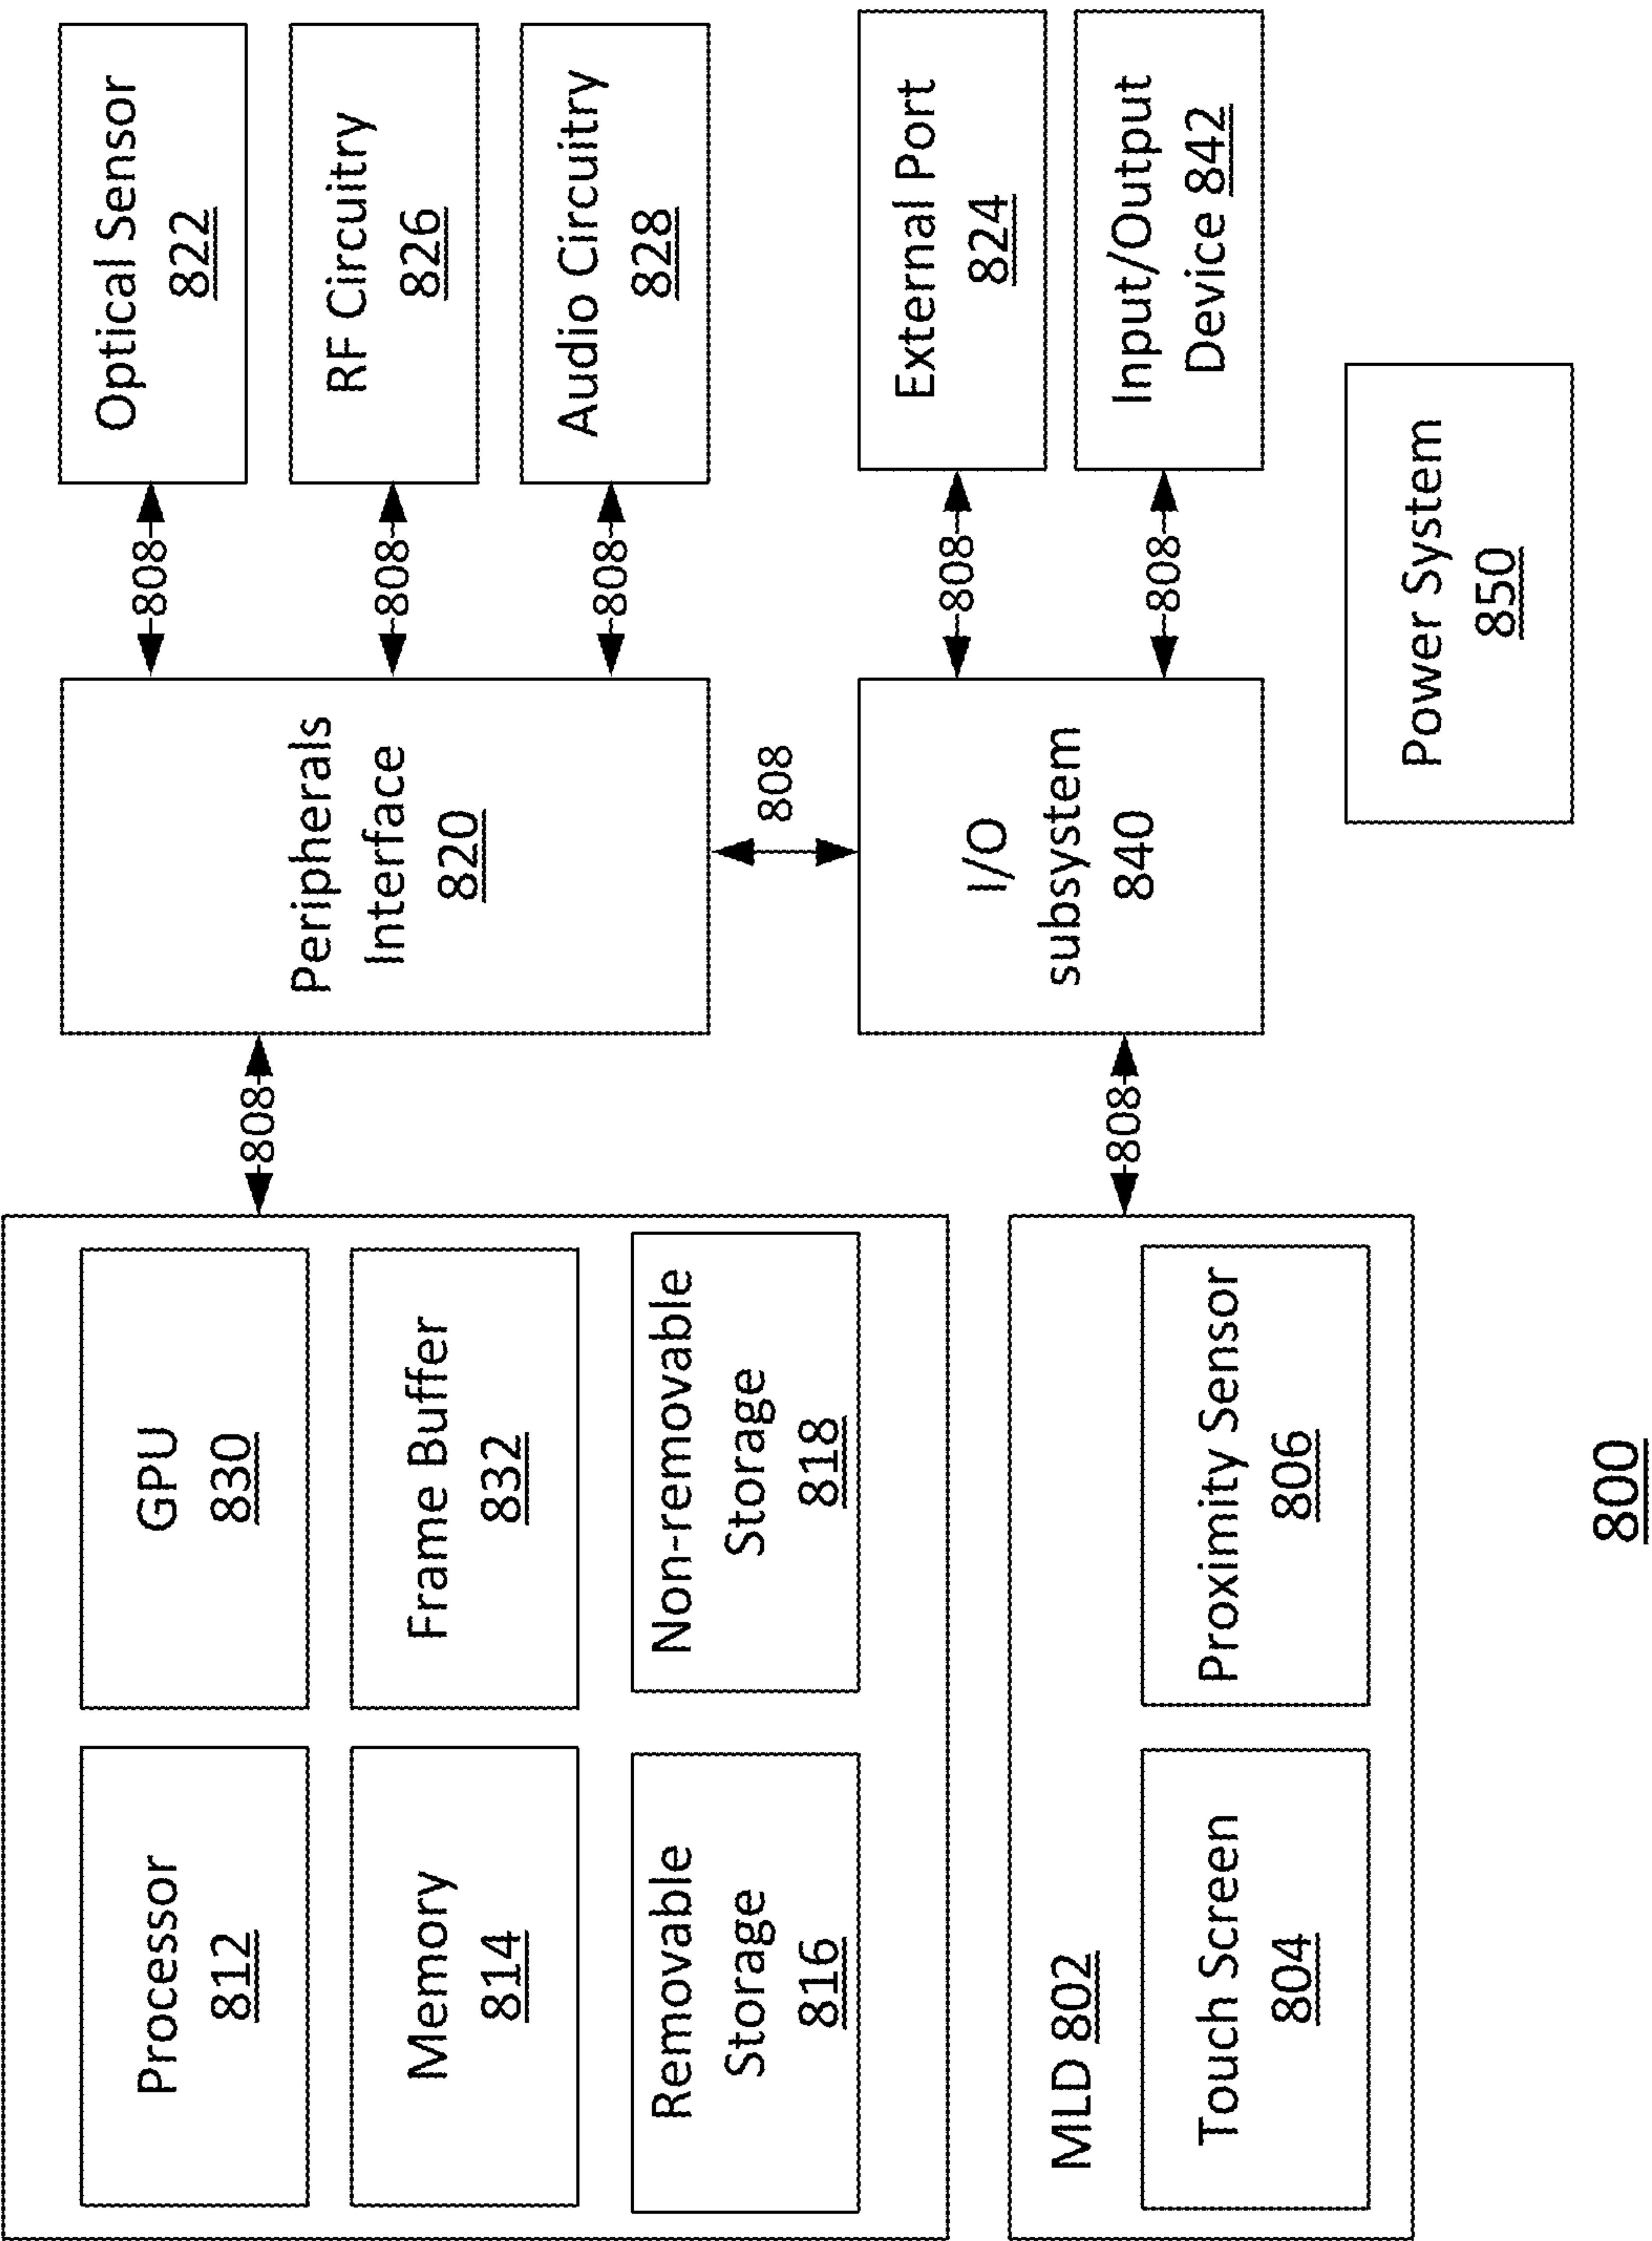 Processor
812
GPU
830
Memory
814
Frame Buffer
832
Removable
Storage
816
Non-removable
Storage
818
808
Peripherals
Interface
820
808
Optical Sensor
822
808
RF Circuitry
826
808
Audio Circuitry
828
808
MLD 802
Touch Screen
804
Proximity Sensor
806
808
I/O
subsystem
840
808
External Port
824
808
Input/Output
Device 842
Power System
850
800